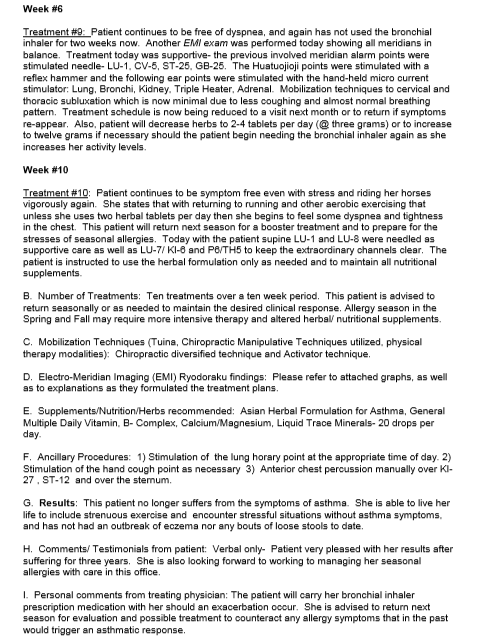 Week #6
Treatment #9: Patient continues to be free of dyspnea, and again has not used the bronchial
inhaler for two weeks now. Another EMI exam was performed today showing all meridians in
balance. Treatment today was supportive- the previous involved meridian alarm points were
stimulated needle- LU-1, CV-5, ST-25, GB-25. The Huatuojioji points were stimulated with a
reflex hammer and the following ear points were stimulated with the hand-held micro current
stimulator: Lung, Bronchi, Kidney, Triple Heater, Adrenal. Mobilization techniques to cervical and
thoracic subluxation which is now minimal due to less coughing and almost normal breathing
pattern. Treatment schedule is now being reduced to a visit next month or to return if symptoms
re-appear. Also, patient will decrease herbs to 2-4 tablets per day (@ three grams) or to increase
to twelve grams if necessary should the patient begin needing the bronchial inhaler again as she
increases her activity levels.
Week #10
Treatment #10: Patient continues to be symptom free even with stress and riding her horses
vigorously again. She states that with returning to running and other aerobic exercising that
unless she uses two herbal tablets per day then she begins to feel some dyspnea and tightness
in the chest. This patient will return next season for a booster treatment and to prepare for the
stresses of seasonal allergies. Today with the patient supine LU-1 and LU-8 were needled as
supportive care as well as LU-7/ KI-6 and P6/TH5 to keep the extraordinary channels clear. The
patient is instructed to use the herbal formulation only as needed and to maintain all nutritional
supplements.
B. Number of Treatments: Ten treatments over a ten week period. This patient is advised to
return seasonally or as needed to maintain the desired clinical response. Allergy season in the
Spring and Fall may require more intensive therapy and altered herbal/ nutritional supplements.
C. Mobilization Techniques (Tuina, Chiropractic Manipulative Techniques utilized, physical
therapy modalities): Chiropractic diversified technique and Activator technique.
D. Electro-Meridian Imaging (EMI) Ryodoraku findings: Please refer to attached graphs, as well
as to explanations as they formulated the treatment plans.
E. Supplements/Nutrition/Herbs recommended: Asian Herbal Formulation for Asthma, General
Multiple Daily Vitamin, B- Complex, Calcium/Magnesium, Liquid Trace Minerals- 20 drops per
day.
F. Ancillary Procedures: 1) Stimulation of the lung horary point at the appropriate time of day. 2)
Stimulation of the hand cough point as necessary 3) Anterior chest percussion manually over KI-
27 , ST-12 and over the sternum.
G. Results: This patient no longer suffers from the symptoms of asthma. She is able to live her
life to include strenuous exercise and encounter stressful situations without asthma symptoms,
and has not had an outbreak of eczema nor any bouts of loose stools to date.
H. Comments/ Testimonials from patient: Verbal only- Patient very pleased with her results after
suffering for three years. She is also looking forward to working to managing her seasonal
allergies with care in this office.
I. Personal comments from treating physician: The patient will carry her bronchial inhaler
prescription medication with her should an exacerbation occur. She is advised to return next
season for evaluation and possible treatment to counteract any allergy symptoms that in the past
would trigger an asthmatic response.